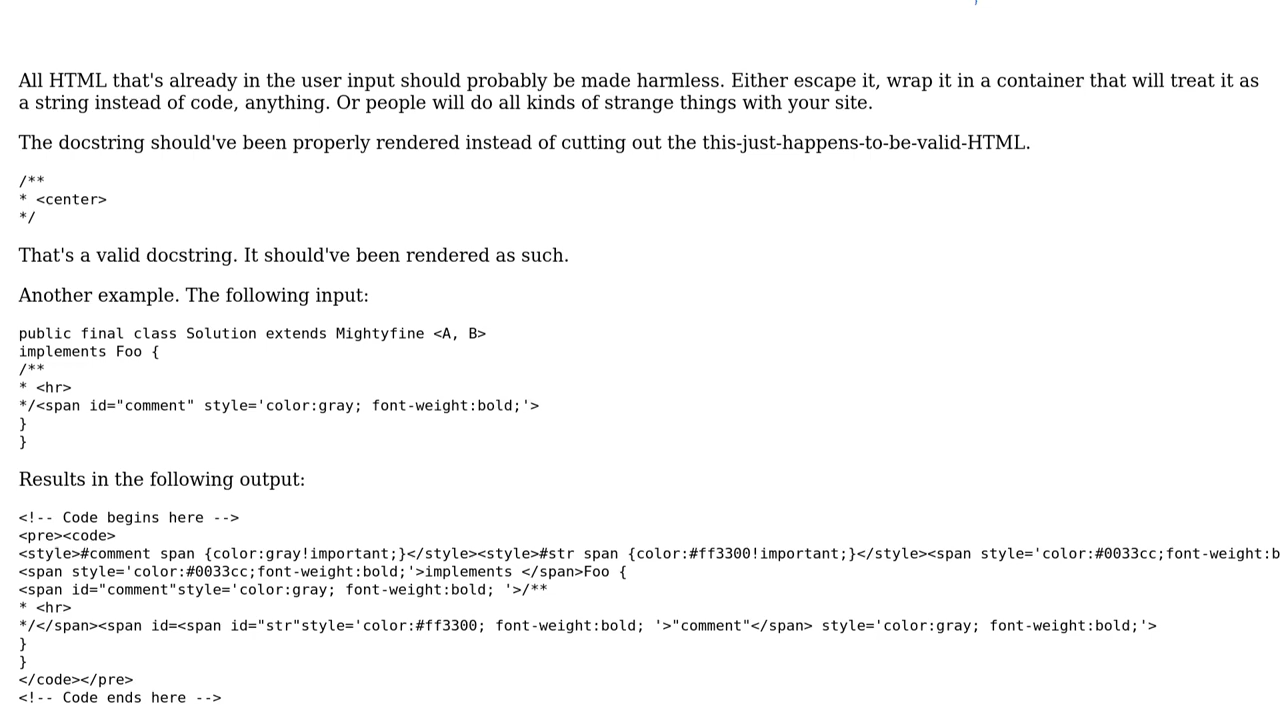 All HTML that's already in the user input should probably be made harmless. Either escape it, wrap it in a container that will treat it as
a string instead of code, anything. Or people will do all kinds of strange things with your site.
The docstring should've been properly rendered instead of cutting out the this-just-happens-to-be-valid-HTML.
/**
* <center>
*/
That's a valid docstring. It should've been rendered as such.
Another example. The following input:
public final class Solution extends Mightyfine <A, B>
implements Foo {
/**
* <hr>
*/<span id="comment" style='color:gray; font-weight:bold;'>
}
}
Results in the following output:
<!-- Code begins here -->
<pre><code>
<style>#comment span {color:gray!important;}</style><style>#str span {color:#ff3300!important;}</style><span style='color:#0033cc;font-weight:b
<span style='color:#0033cc;font-weight:bold;'>implements </span>Foo {
<span id="comment"style='color:gray; font-weight:bold; '>/**
* <hr>
*/</span><span id=<span id="str"style='color:#ff3300; font-weight:bold; '>"comment"</span> style='color:gray; font-weight:bold;'>
}
}
</code></pre>
<!-- Code ends here -->